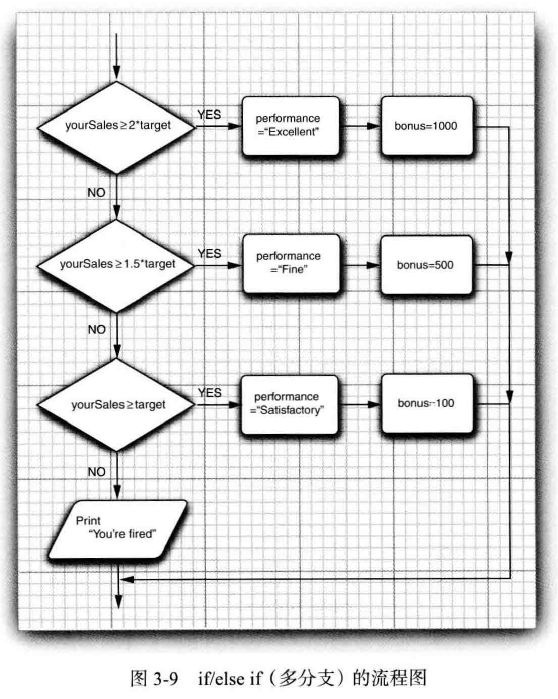 yourSales≥2*target
YES
performance
="Excellent"
bonus=1000
NO
yourSales≥1.5*target
YES
performance
="Fine"
bonus=500
NO
yourSales≥target
YES
performance
="Satisfactory"
bonus=100
NO
Print
"You're fired"
图 3-9 if/else if（多分支）的流程图